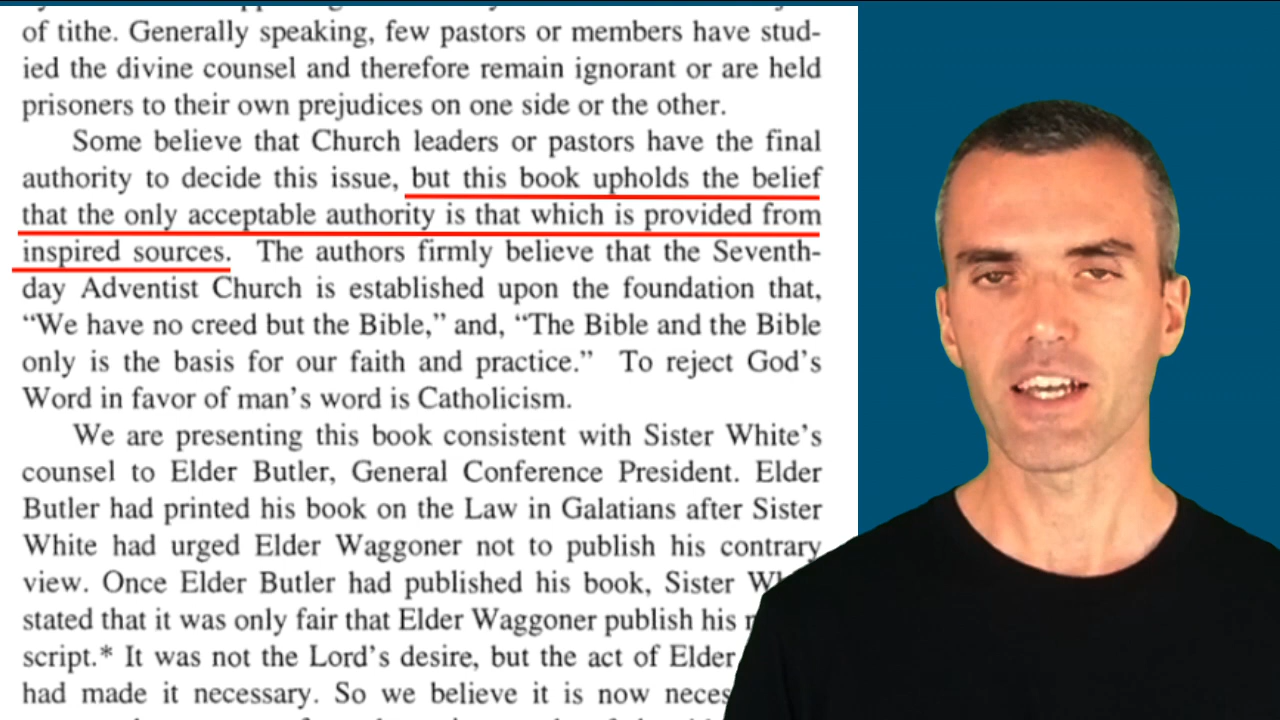 of tithe. Generally speaking, few pastors or members have stud-
ied the divine counsel and therefore remain ignorant or are held
prisoners to their own prejudices on one side or the other.
Some believe that Church leaders or pastors have the final
authority to decide this issue, but this book upholds the belief
that the only acceptable authority is that which is provided from
inspired sources. The authors firmly believe that the Seventh-
day Adventist Church is established upon the foundation that,
“We have no creed but the Bible,” and, “The Bible and the Bible
only is the basis for our faith and practice.” To reject God’s
Word in favor of man’s word is Catholicism.
We are presenting this book consistent with Sister White’s
counsel to Elder Butler, General Conference President. Elder
Butler had printed his book on the Law in Galatians after Sister
White had urged Elder Waggoner not to publish his contrary
view. Once Elder Butler had published his book, Sister
stated that it was only fair that Elder Waggoner publish his
script.* It was not the Lord’s desire, but the act of Elder
had made it necessary. So we believe it is now